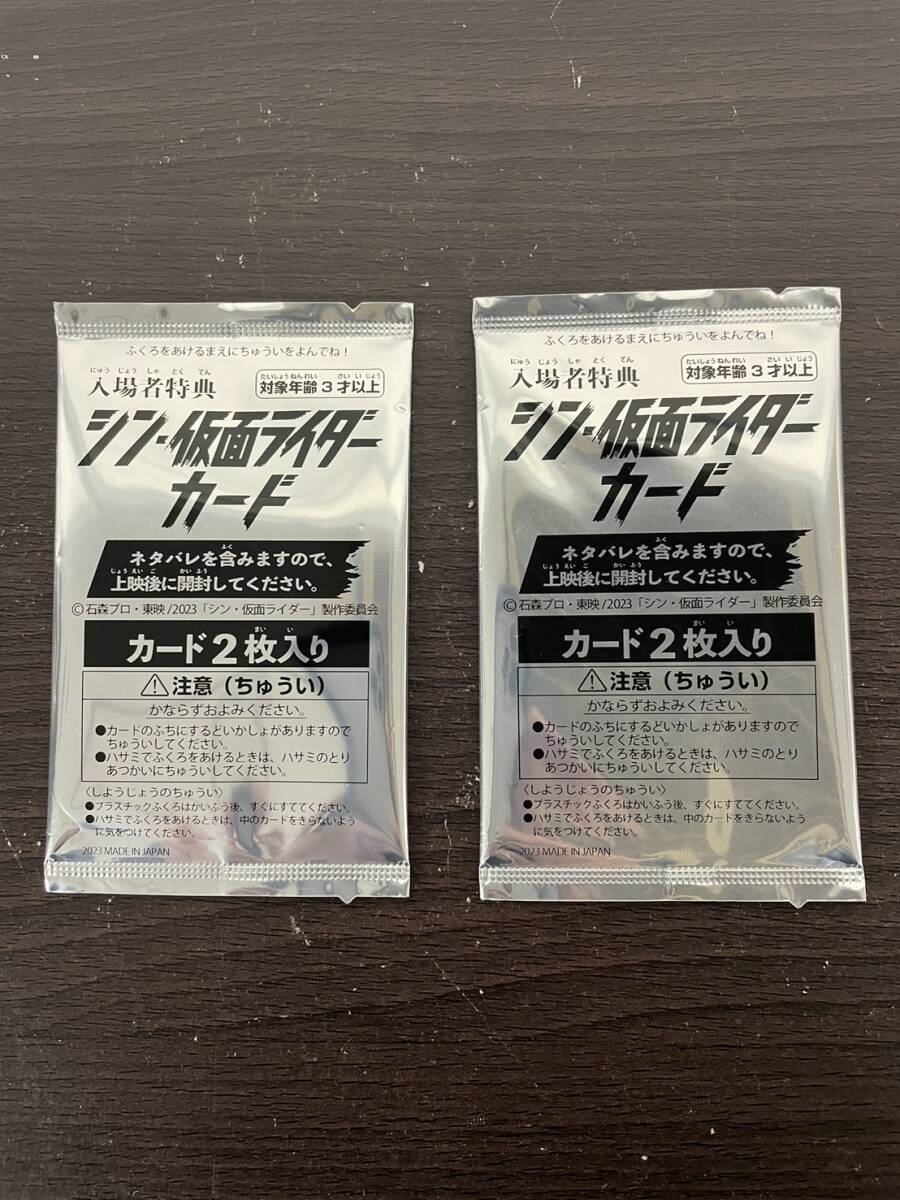 ふくろをあけるまえにちゅういをよんでね！
にゅうじょうしゃとくてん
入場者特典
たいしょうねんれい さいいじょう
対象年齢 3才以上
シン・仮面ライダー
カード
ふく
ネタバレを含みますので、
じょうえいご かいふう
上映後に開封してください。
©石森プロ・東映/2023「シン・仮面ライダー」製作委員会
まい い
カード2枚入り
⚠注意（ちゅうい）
かならずおよみください。
●カードのふちにするどいかしょがありますので
ちゅういしてください。
●ハサミでふくろをあけるときは、ハサミのとり
あつかいにちゅういしてください。
〈しようじょうのちゅうい〉
●プラスチックふくろはかいふう後、すぐにすててください。
●ハサミでふくろをあけるときは、中のカードをきらないよう
に気をつけてください。
2023 MADE IN JAPAN
ふくろをあけるまえにちゅういをよんでね！
にゅうじょうしゃとくてん
入場者特典
たいしょうねんれい さいいじょう
対象年齢 3才以上
シン・仮面ライダー
カード
ふく
ネタバレを含みますので、
じょうえいご かいふう
上映後に開封してください。
©石森プロ・東映/2023「シン・仮面ライダー」製作委員会
まい い
カード2枚入り
⚠注意（ちゅうい）
かならずおよみください。
●カードのふちにするどいかしょがありますので
ちゅういしてください。
●ハサミでふくろをあけるときは、ハサミのとり
あつかいにちゅういしてください。
〈しようじょうのちゅうい〉
●プラスチックふくろはかいふう後、すぐにすててください。
●ハサミでふくろをあけるときは、中のカードをきらないよう
に気をつけてください。
2023 MADE IN JAPAN